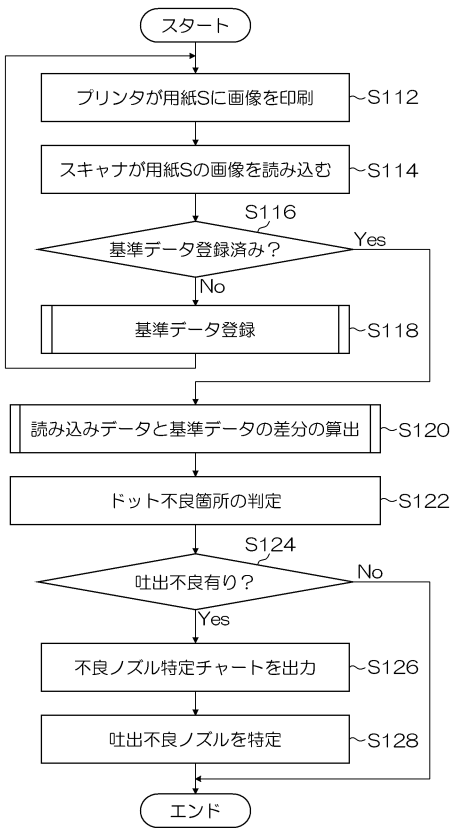 スタート
プリンタが用紙Sに画像を印刷
S112
スキャナが用紙Sの画像を読み込む
S114
S116
基準データ登録済み？
Yes
No
基準データ登録
S118
読み込みデータと基準データの差分の算出
S120
ドット不良箇所の判定
S122
S124
吐出不良有り？
No
Yes
不良ノズル特定チャートを出力
S126
吐出不良ノズルを特定
S128
エンド